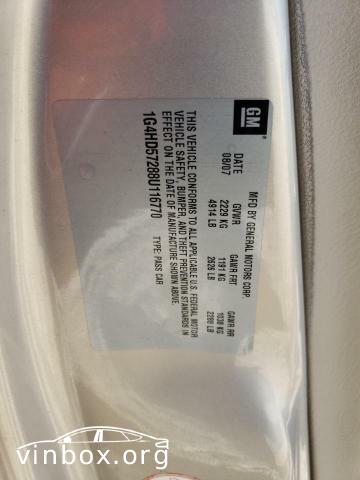 GM
MFD BY GENERAL MOTORS CORP.
DATE GVWR GAWR FRT GAWR RR
08/07 2229 KG 1191 KG 1038 KG
4914 LB 2626 LB 2288 LB
THIS VEHICLE CONFORMS TO ALL APPLICABLE U.S. FEDERAL MOTOR
VEHICLE SAFETY, BUMPER, AND THEFT PREVENTION STANDARDS IN
EFFECT ON THE DATE OF MANUFACTURE SHOWN ABOVE.
1G4HD57288U116770 TYPE: PASS CAR
vinbox.org